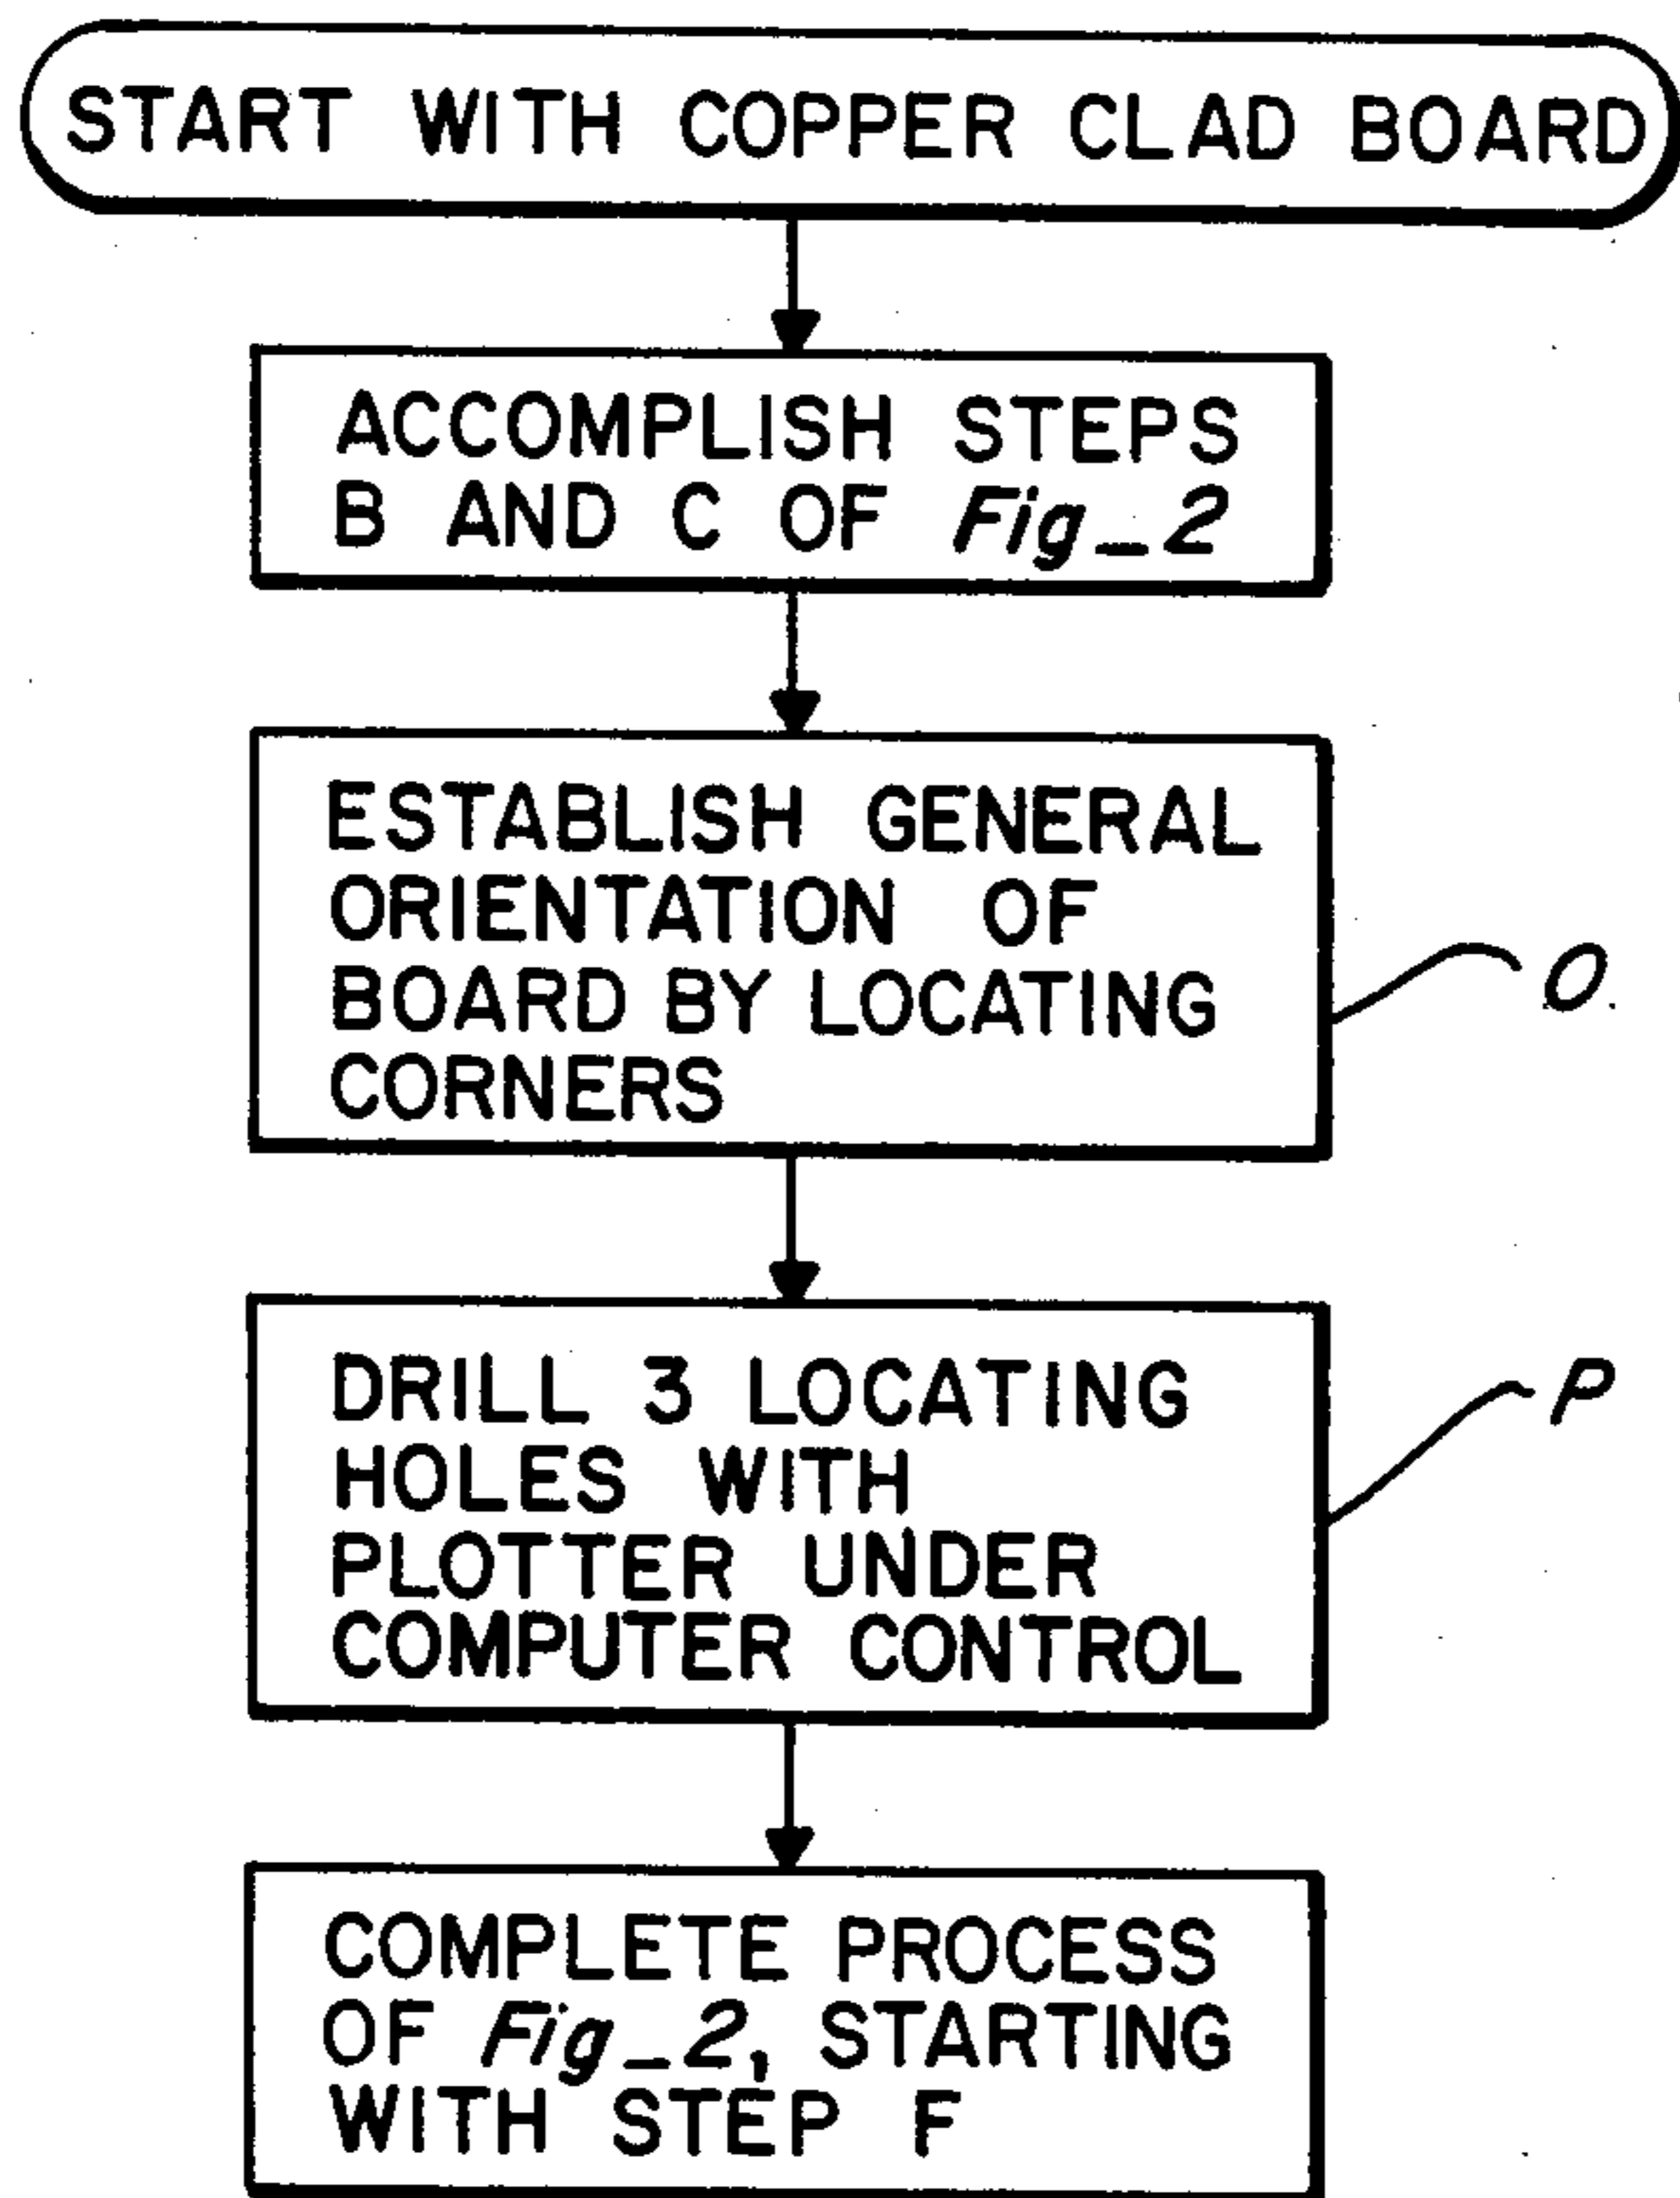 START WITH COPPER CLAD BOARD
ACCOMPLISH STEPS
B AND C OF Fig_2
ESTABLISH GENERAL
ORIENTATION OF
BOARD BY LOCATING
CORNERS
O
DRILL 3 LOCATING
HOLES WITH
PLOTTER UNDER
COMPUTER CONTROL
P
COMPLETE PROCESS
OF Fig_2, STARTING
WITH STEP F